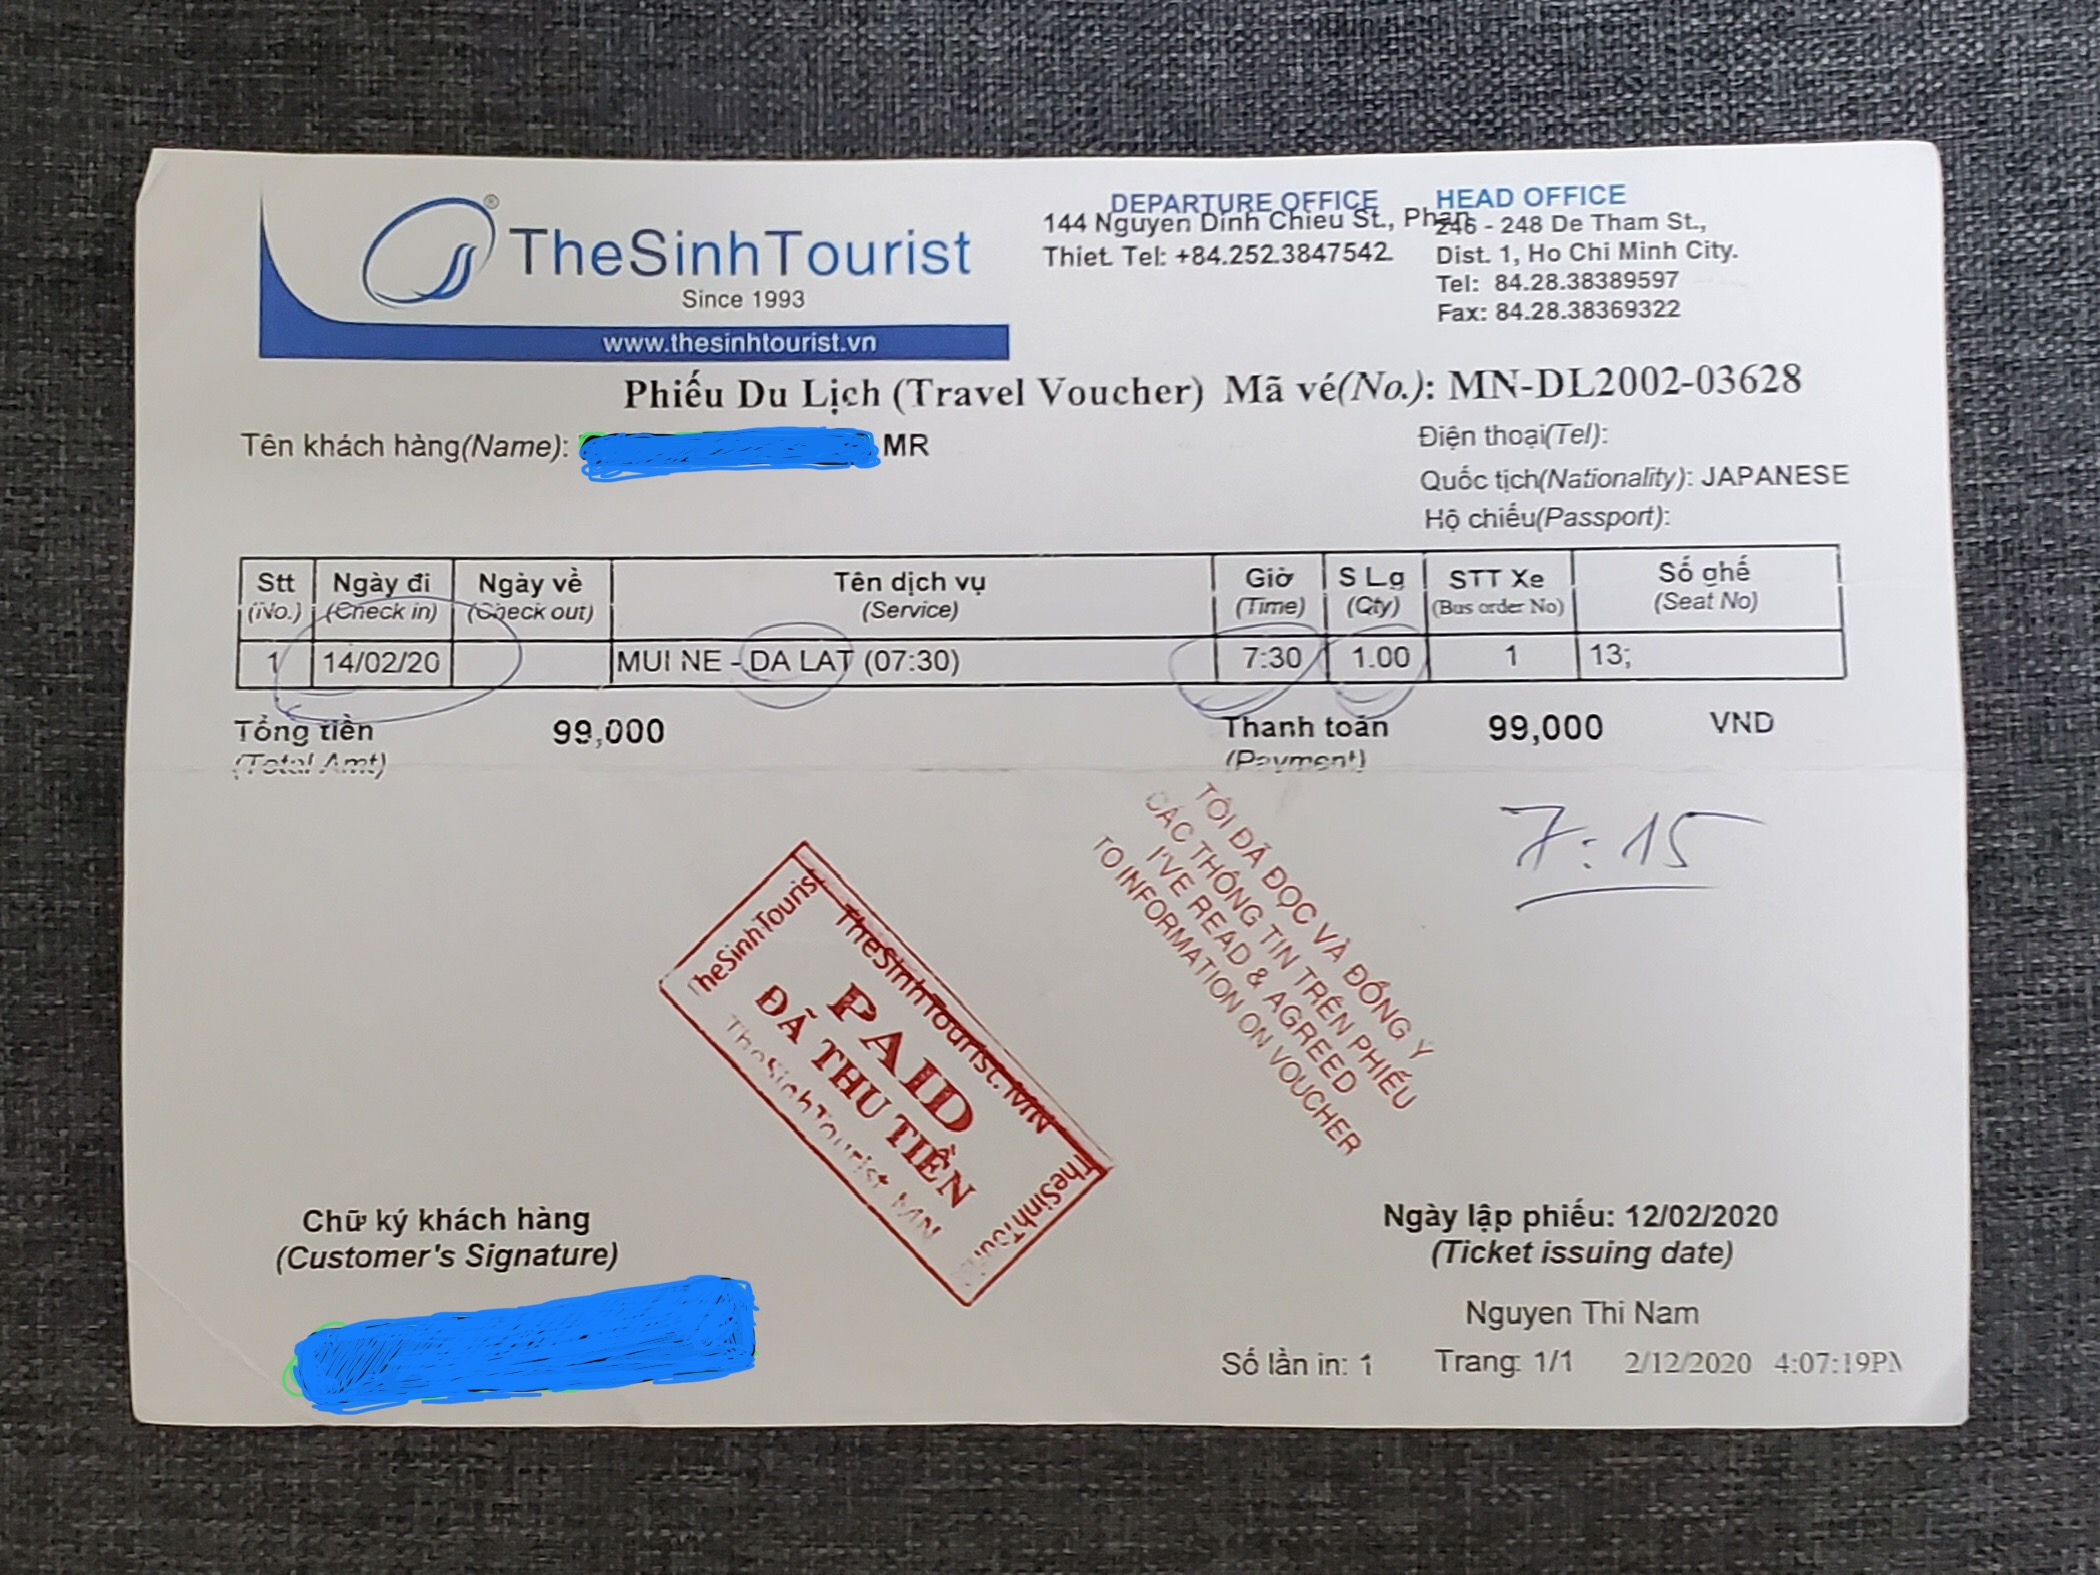 TheSinhTourist®
Since 1993
www.thesinhtourist.vn
DEPARTURE OFFICE
144 Nguyen Dinh Chieu St., Phan
Thiet. Tel: +84.252.3847542.
HEAD OFFICE
246 - 248 De Tham St.,
Dist. 1, Ho Chi Minh City.
Tel: 84.28.38389597
Fax: 84.28.38369322
Phiếu Du Lịch (Travel Voucher) Mã vé(No.): MN-DL2002-03628
Tên khách hàng(Name): MR
Điện thoại(Tel):
Quốc tịch(Nationality): JAPANESE
Hộ chiếu(Passport):
Stt Ngày đi Ngày về Tên dịch vụ Giờ S Lg STT Xe Số ghế
(No.) (Check in) (Check out) (Service) (Time) (Qty) (Bus order No) (Seat No)
1 14/02/20 MUI NE - DA LAT (07:30) 7:30 1.00 1 13;
Tổng tiền 99,000 Thanh toán 99,000 VND
(Total Amt) (Payment)
7:15
TÔI ĐÃ ĐỌC VÀ ĐỒNG Ý
CÁC THÔNG TIN TRÊN PHIẾU
I'VE READ & AGREED
TO INFORMATION ON VOUCHER
TheSinhTourist
TheSinhTourist.MN
PAID
ĐÃ THU TIỀN
TheSinhTourist MN
TheSinhTour
Chữ ký khách hàng
(Customer's Signature)
Ngày lập phiếu: 12/02/2020
(Ticket issuing date)
Nguyen Thi Nam
Số lần in: 1 Trang: 1/1 2/12/2020 4:07:19PM